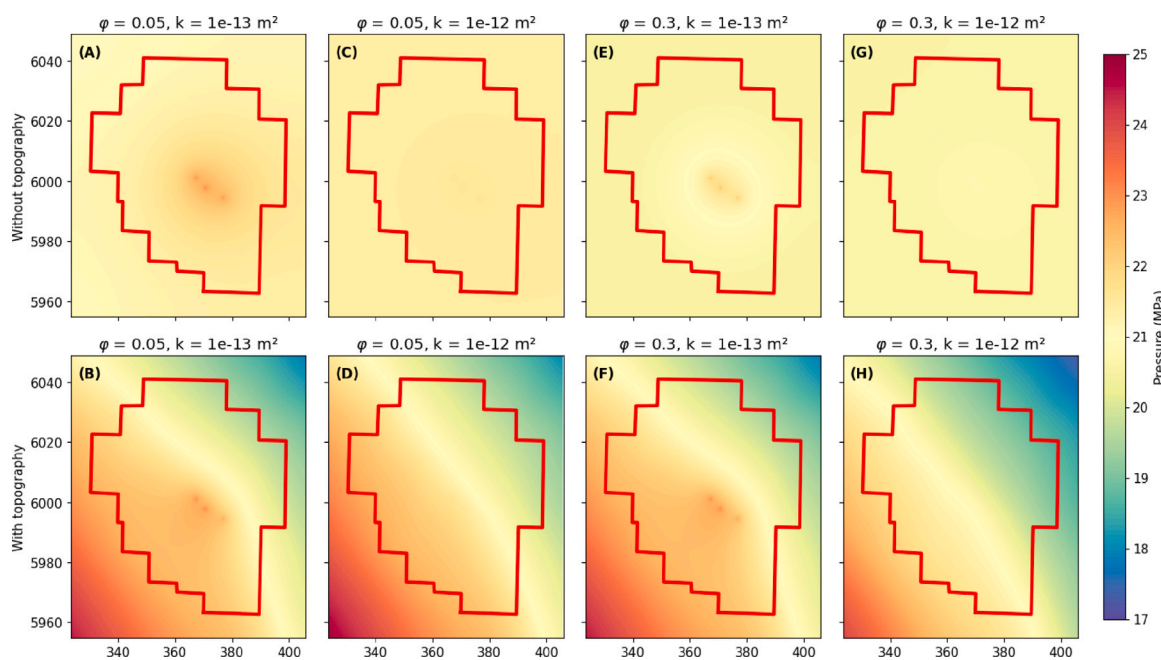 φ = 0.05, k = 1e-13 m²
φ = 0.05, k = 1e-12 m²
φ = 0.3, k = 1e-13 m²
φ = 0.3, k = 1e-12 m²
Without topography
(A)
(C)
(E)
(G)
6040
6020
6000
5980
5960
φ = 0.05, k = 1e-13 m²
φ = 0.05, k = 1e-12 m²
φ = 0.3, k = 1e-13 m²
φ = 0.3, k = 1e-12 m²
With topography
(B)
(D)
(F)
(H)
6040
6020
6000
5980
5960
340 360 380 400
340 360 380 400
340 360 380 400
340 360 380 400
25
24
23
22
21
20
19
18
17
Pressure (MPa)